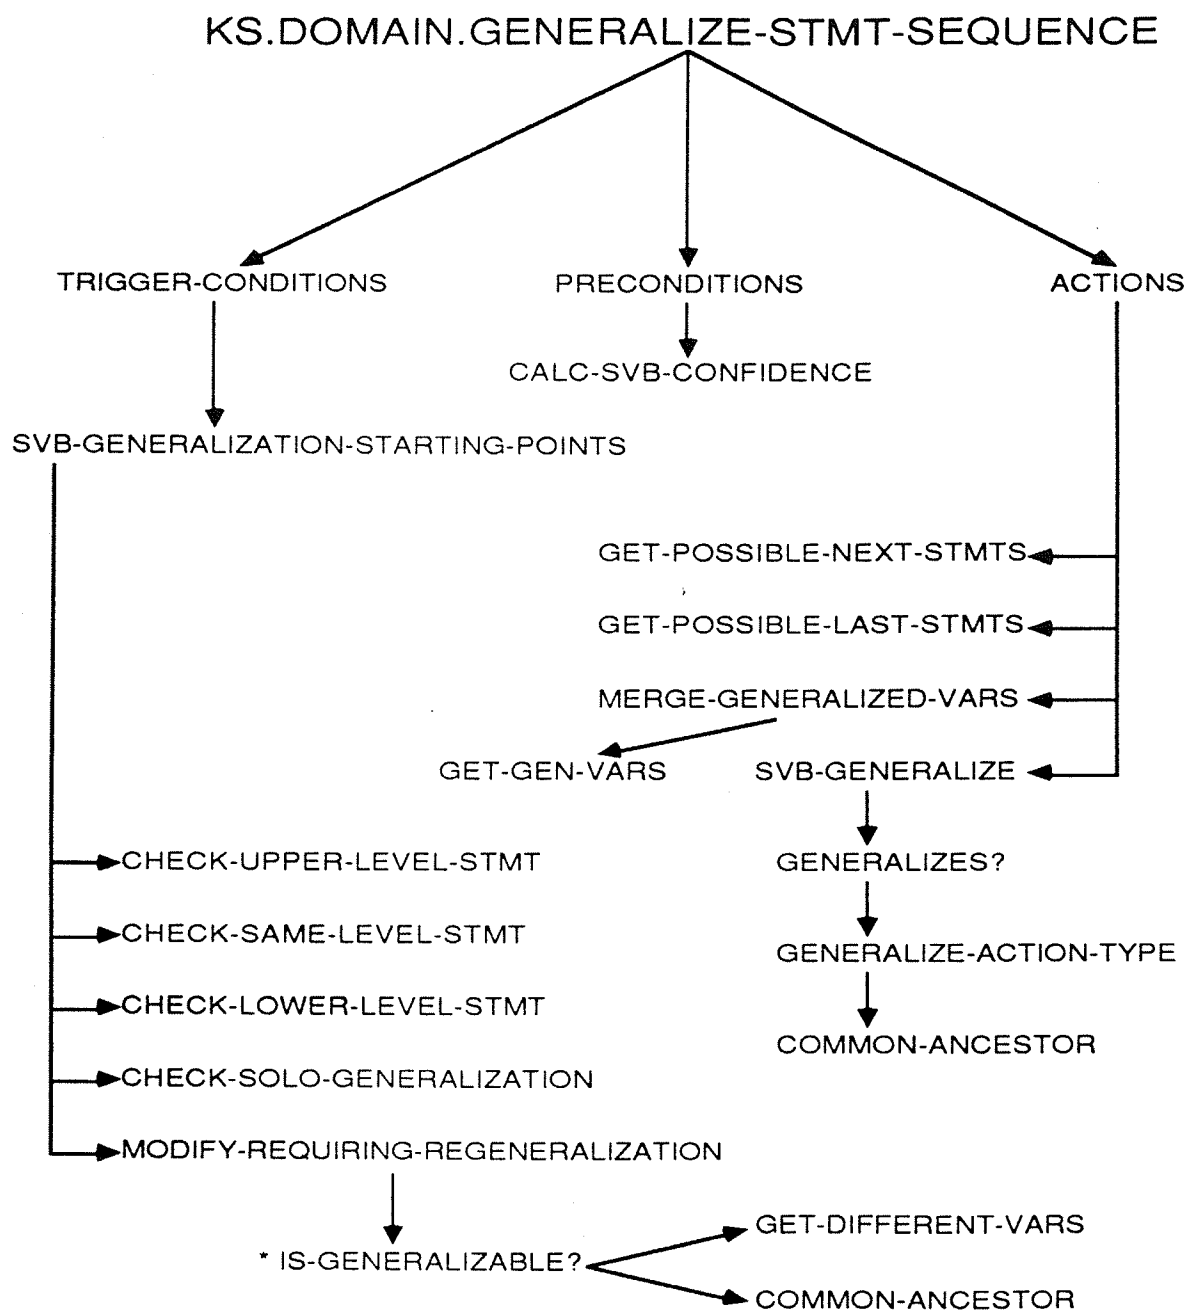 KS.DOMAIN.GENERALIZE-STMT-SEQUENCE
TRIGGER-CONDITIONS
PRECONDITIONS
ACTIONS
CALC-SVB-CONFIDENCE
SVB-GENERALIZATION-STARTING-POINTS
GET-POSSIBLE-NEXT-STMTS
GET-POSSIBLE-LAST-STMTS
MERGE-GENERALIZED-VARS
GET-GEN-VARS
SVB-GENERALIZE
CHECK-UPPER-LEVEL-STMT
GENERALIZES?
CHECK-SAME-LEVEL-STMT
GENERALIZE-ACTION-TYPE
CHECK-LOWER-LEVEL-STMT
COMMON-ANCESTOR
CHECK-SOLO-GENERALIZATION
MODIFY-REQUIRING-REGENERALIZATION
GET-DIFFERENT-VARS
* IS-GENERALIZABLE?
COMMON-ANCESTOR